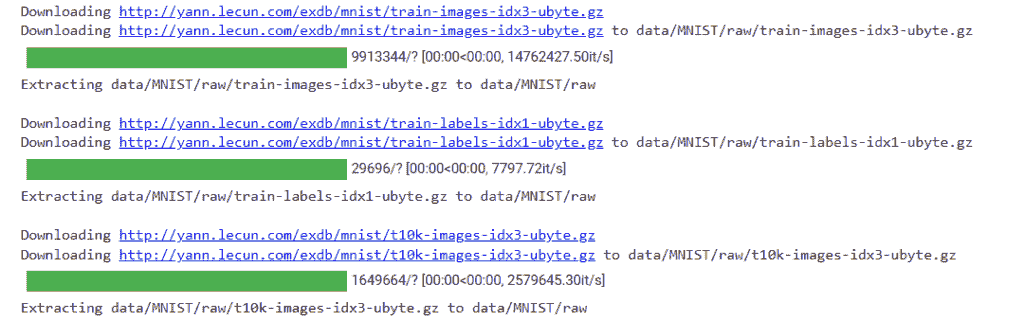 Downloading http://yann.lecun.com/exdb/mnist/train-images-idx3-ubyte.gz
Downloading http://yann.lecun.com/exdb/mnist/train-images-idx3-ubyte.gz to data/MNIST/raw/train-images-idx3-ubyte.gz
9913344/? [00:00<00:00, 14762427.50it/s]
Extracting data/MNIST/raw/train-images-idx3-ubyte.gz to data/MNIST/raw
Downloading http://yann.lecun.com/exdb/mnist/train-labels-idx1-ubyte.gz
Downloading http://yann.lecun.com/exdb/mnist/train-labels-idx1-ubyte.gz to data/MNIST/raw/train-labels-idx1-ubyte.gz
29696/? [00:00<00:00, 7797.72it/s]
Extracting data/MNIST/raw/train-labels-idx1-ubyte.gz to data/MNIST/raw
Downloading http://yann.lecun.com/exdb/mnist/t10k-images-idx3-ubyte.gz
Downloading http://yann.lecun.com/exdb/mnist/t10k-images-idx3-ubyte.gz to data/MNIST/raw/t10k-images-idx3-ubyte.gz
1649664/? [00:00<00:00, 2579645.30it/s]
Extracting data/MNIST/raw/t10k-images-idx3-ubyte.gz to data/MNIST/raw